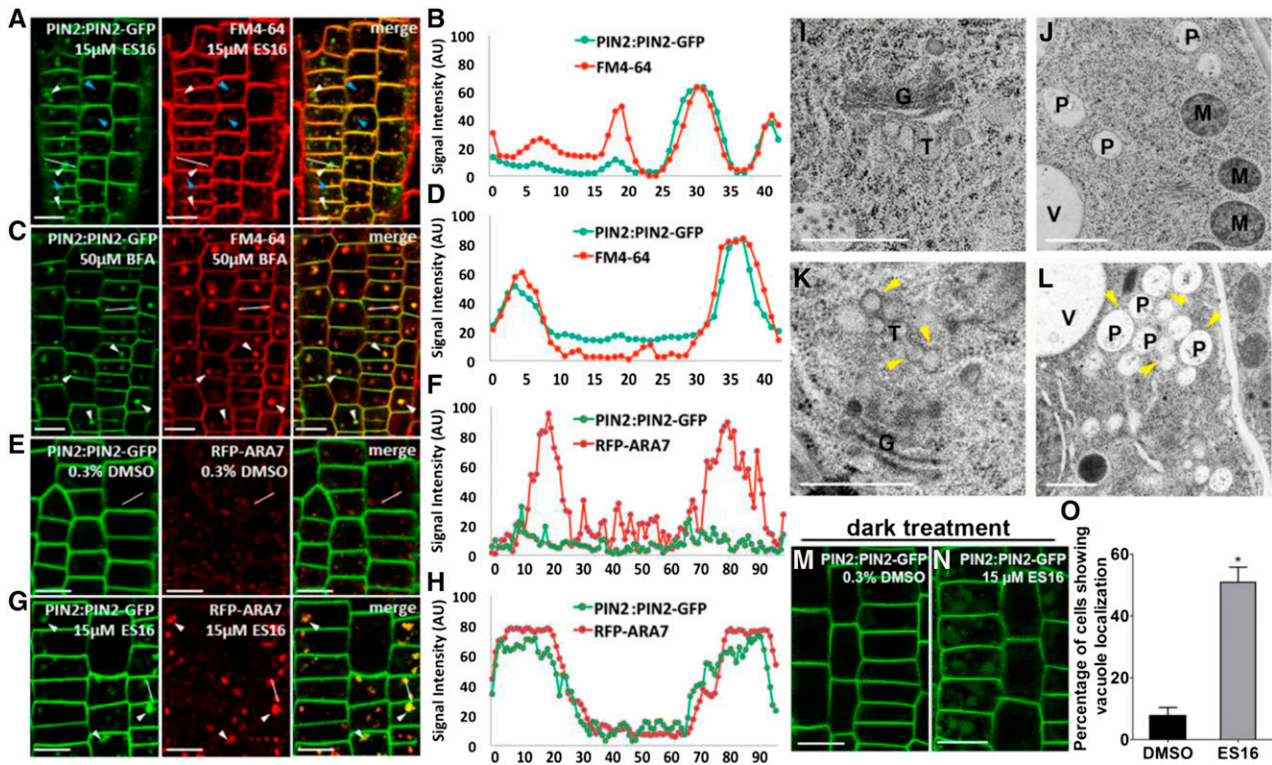 A
PIN2:PIN2-GFP
15μM ES16
FM4-64
15μM ES16
merge
B
Signal Intensity (AU)
100
80
60
40
20
0
PIN2:PIN2-GFP
FM4-64
0 5 10 15 20 25 30 35 40
C
PIN2:PIN2-GFP
50μM BFA
FM4-64
50μM BFA
merge
D
Signal Intensity (AU)
100
80
60
40
20
0
PIN2:PIN2-GFP
FM4-64
0 5 10 15 20 25 30 35 40
E
PIN2:PIN2-GFP
0.3% DMSO
RFP-ARA7
0.3% DMSO
merge
F
Signal Intensity (AU)
100
80
60
40
20
0
PIN2:PIN2-GFP
RFP-ARA7
0 10 20 30 40 50 60 70 80 90
G
PIN2:PIN2-GFP
15μM ES16
RFP-ARA7
15μM ES16
merge
H
Signal Intensity (AU)
100
80
60
40
20
0
PIN2:PIN2-GFP
RFP-ARA7
0 10 20 30 40 50 60 70 80 90
I
G
T
J
P
P
M
P
M
V
M
K
T
G
L
V
P
P
P
P
dark treatment
M
PIN2:PIN2-GFP
0.3% DMSO
N
PIN2:PIN2-GFP
15 μM ES16
O
Percentage of cells showing
vacuole localization
60
40
20
0
*
DMSO ES16